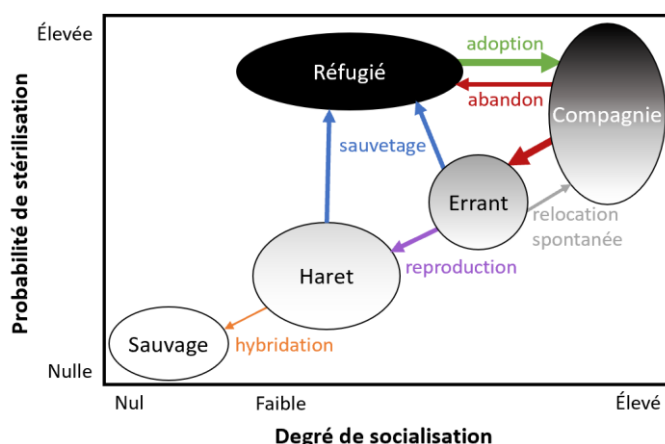 Probabilité de stérilisation
Élevée
Nulle
Réfugié
adoption
abandon
Compagnie
sauvetage
Errant
relocation
spontanée
Haret
reproduction
Sauvage
hybridation
Nul
Faible
Élevé
Degré de socialisation